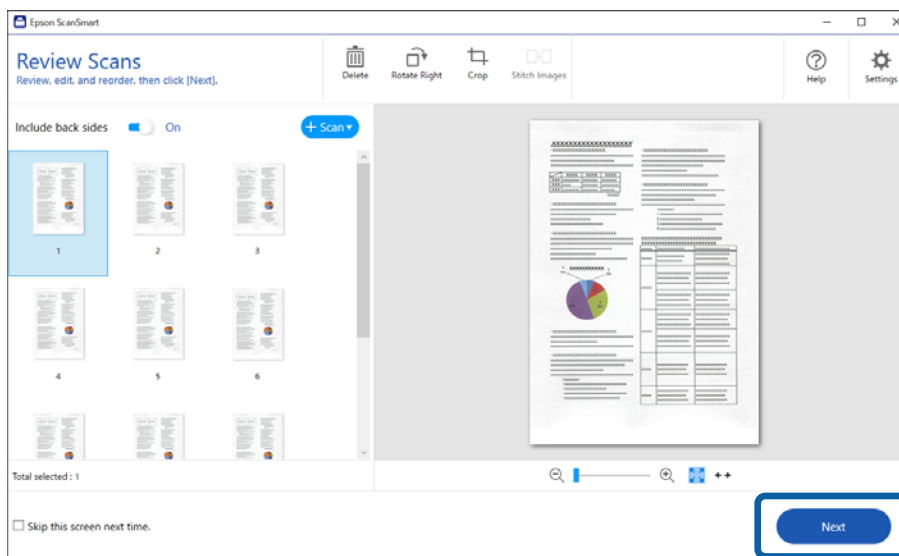 Epson ScanSmart
Review Scans
Review, edit, and reorder, then click [Next].
Delete
Rotate Right
Crop
Stitch Images
Help
Settings
Include back sides
On
+ Scan
1
2
3
4
5
6
Total selected : 1
Skip this screen next time.
Next